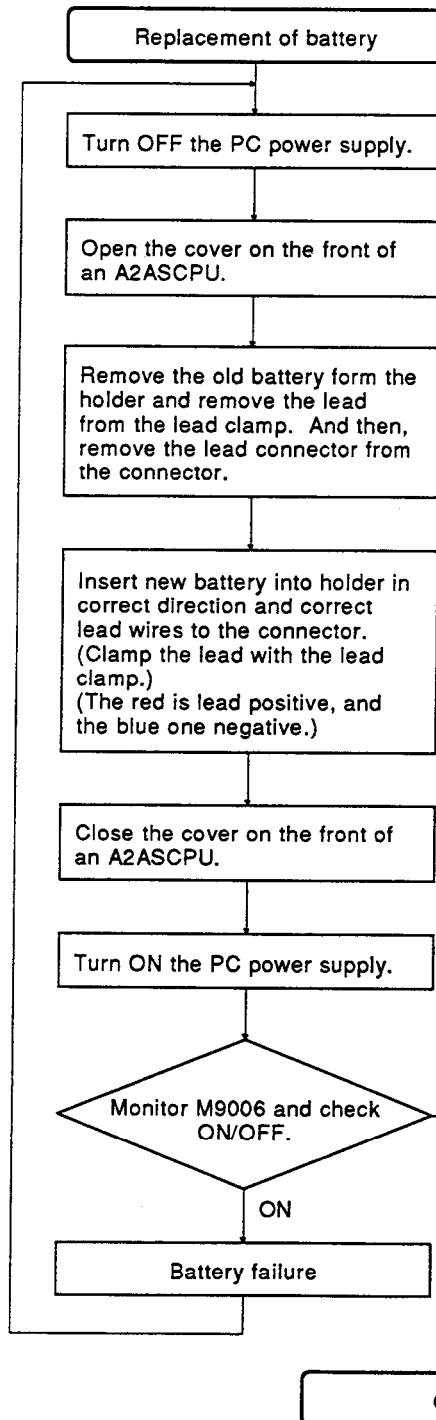 Replacement of battery
Turn OFF the PC power supply.
Open the cover on the front of
an A2ASCPU.
Remove the old battery form the
holder and remove the lead
from the lead clamp. And then,
remove the lead connector from
the connector.
Insert new battery into holder in
correct direction and correct
lead wires to the connector.
(Clamp the lead with the lead
clamp.)
(The red is lead positive, and
the blue one negative.)
Close the cover on the front of
an A2ASCPU.
Turn ON the PC power supply.
Monitor M9006 and check
ON/OFF.
ON
Battery failure